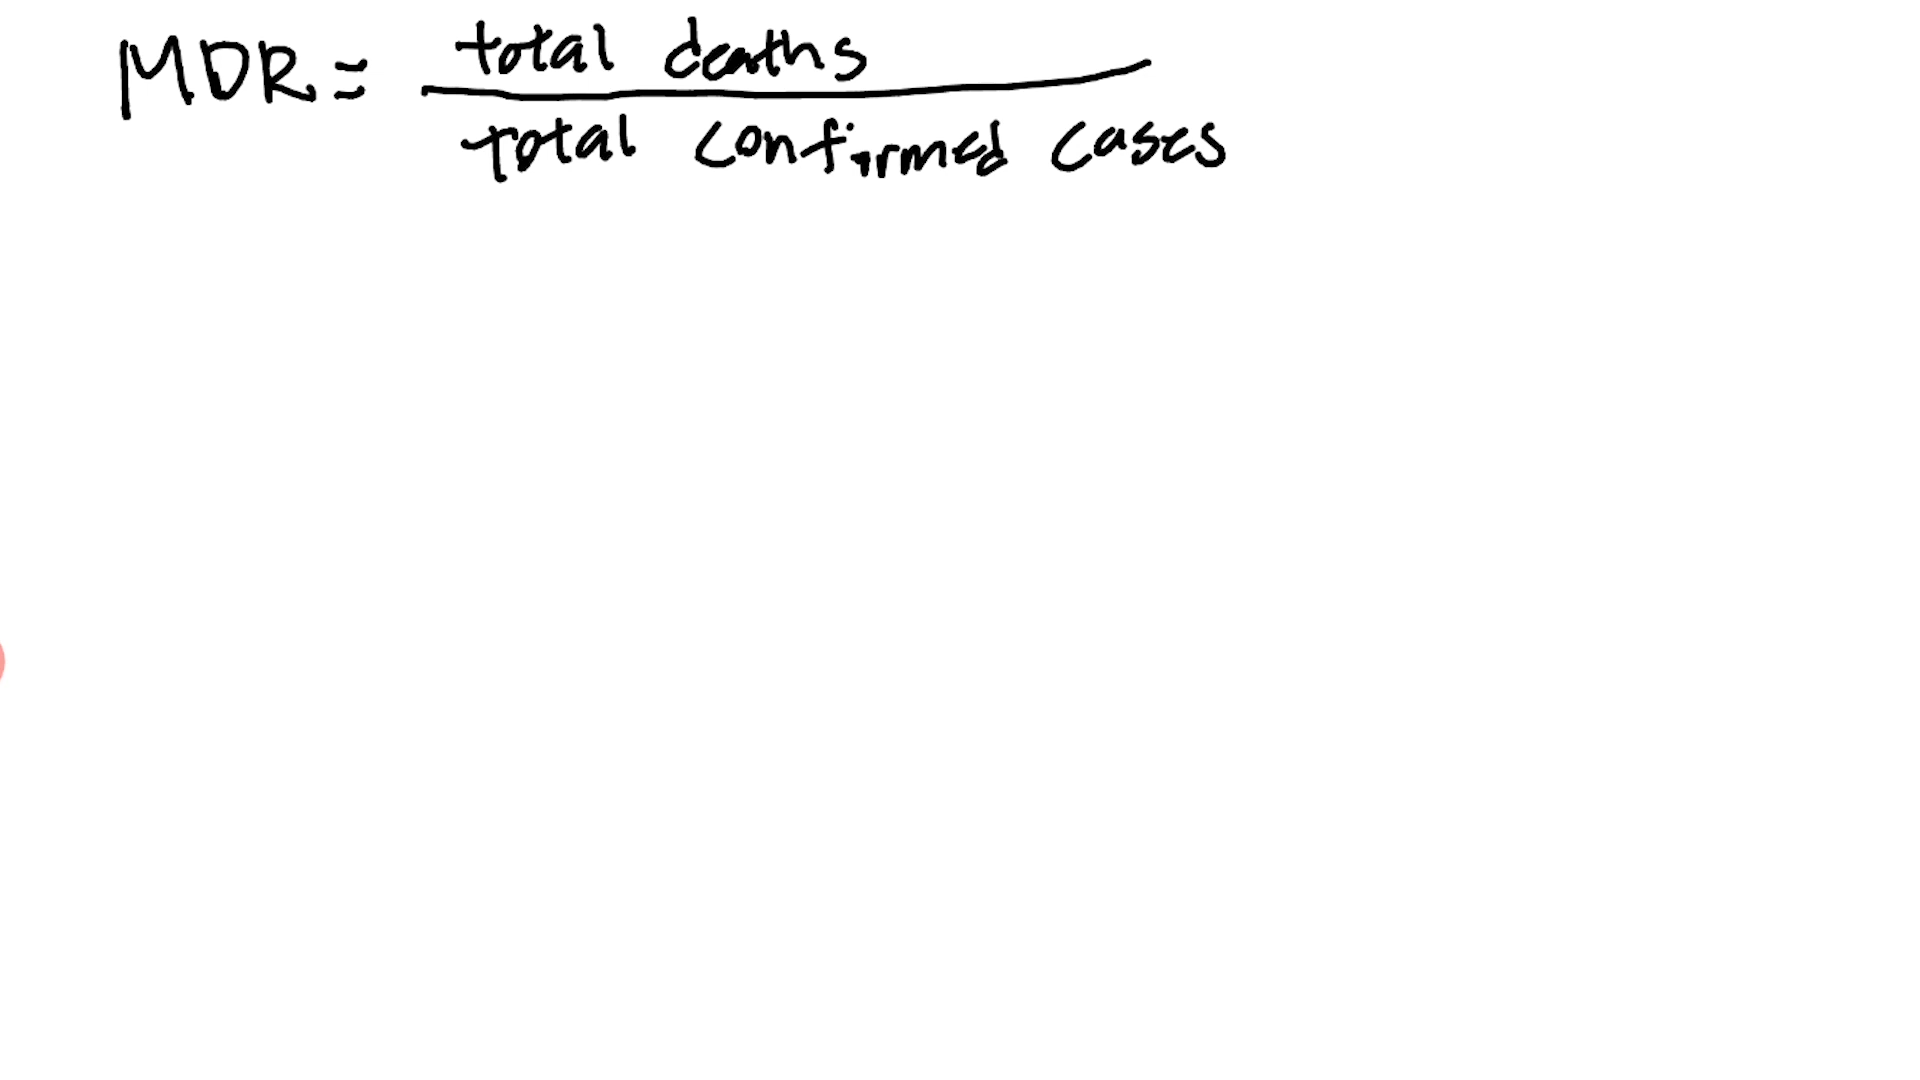 MDR = total deaths
total confirmed cases